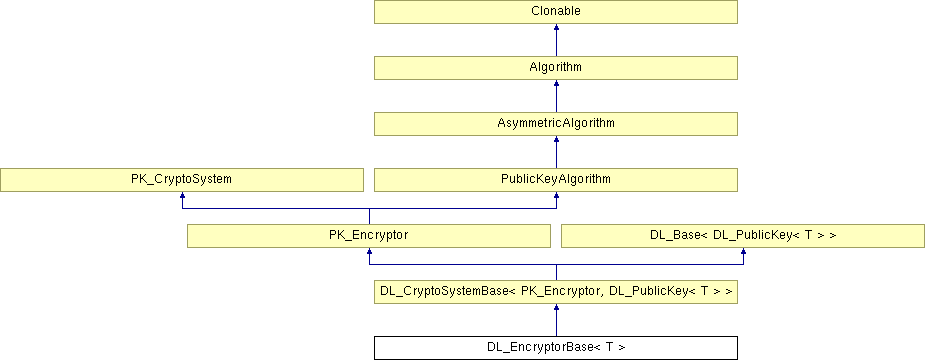 Clonable
Algorithm
AsymmetricAlgorithm
PK_CryptoSystem
PublicKeyAlgorithm
PK_Encryptor
DL_Base< DL_PublicKey< T > >
DL_CryptoSystemBase< PK_Encryptor, DL_PublicKey< T > >
DL_EncryptorBase< T >